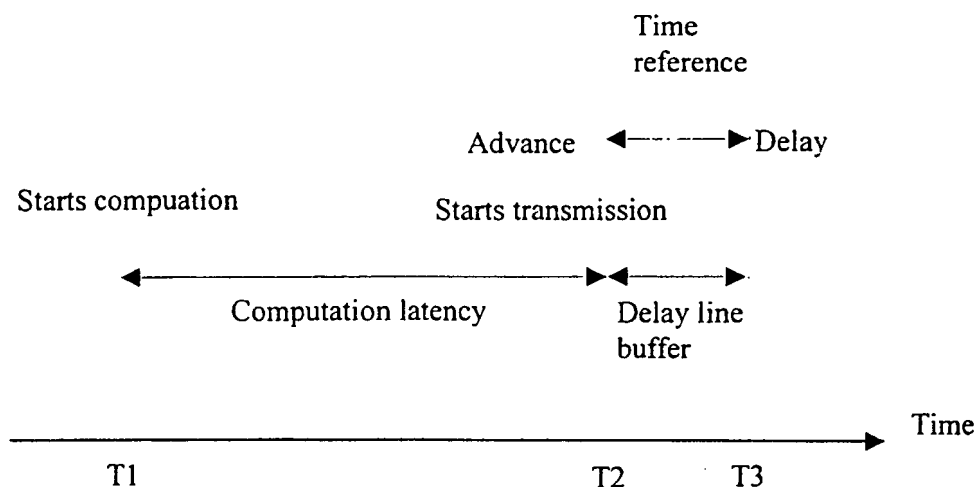 Time
reference
Advance
Delay
Starts compuation
Starts transmission
Computation latency
Delay line
buffer
Time
T1
T2
T3